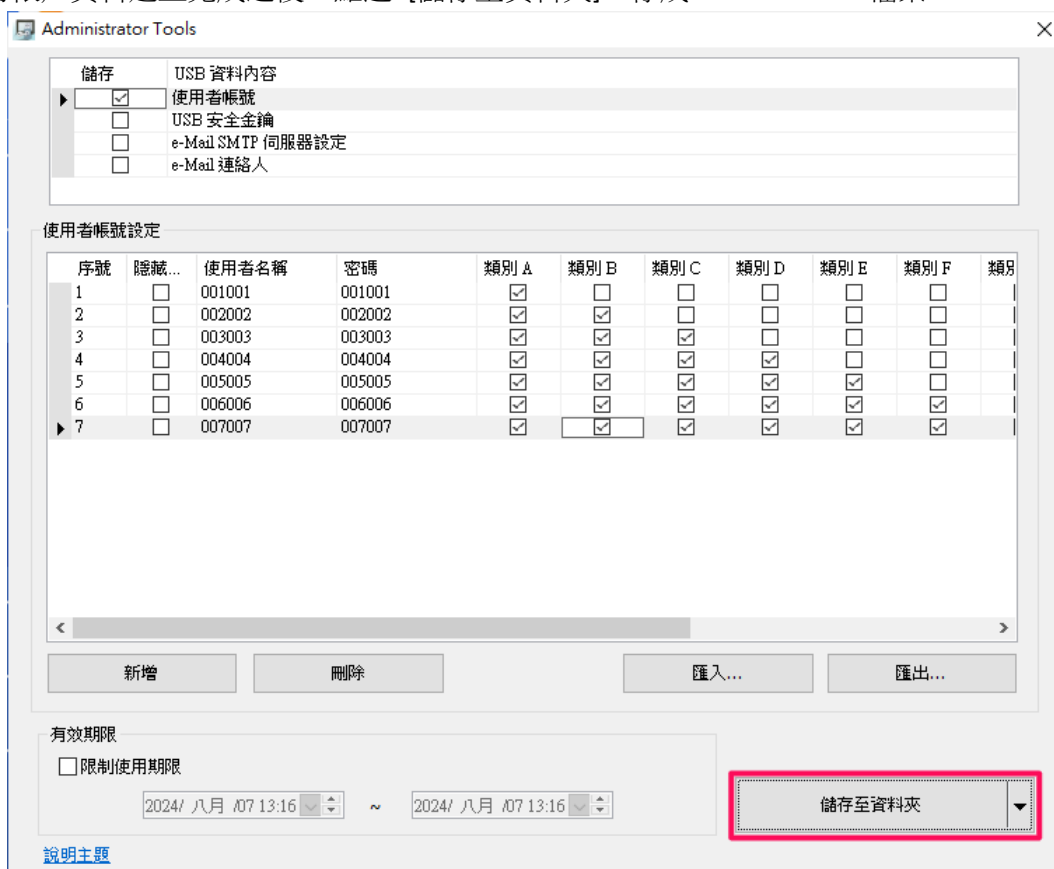 Administrator Tools
儲存 USB 資料內容
使用者帳號
USB 安全金鑰
e-Mail SMTP 伺服器設定
e-Mail 連絡人
使用者帳號設定
序號 隱藏... 使用者名稱 密碼 類別 A 類別 B 類別 C 類別 D 類別 E 類別 F
1 001001 001001
2 002002 002002
3 003003 003003
4 004004 004004
5 005005 005005
6 006006 006006
7 007007 007007
新增 刪除 匯入... 匯出...
有效期限
限制使用期限
2024/ 八月 /07 13:16 ~ 2024/ 八月 /07 13:16
儲存至資料夾
說明主題